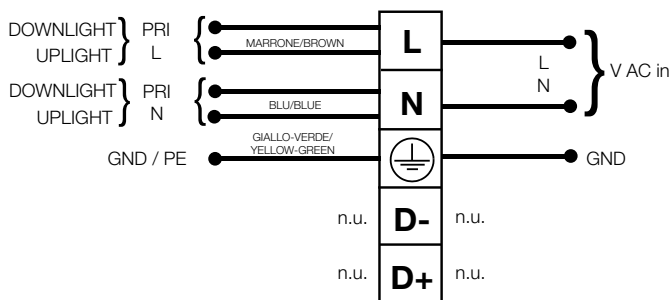 DOWNLIGHT } PRI {
UPLIGHT L
MARRONE/BROWN
L
L
N
} V AC in
DOWNLIGHT } PRI {
UPLIGHT N
BLU/BLUE
N
GND / PE
GIALLO-VERDE/
YELLOW-GREEN
GND
n.u. D- n.u.
n.u. D+ n.u.